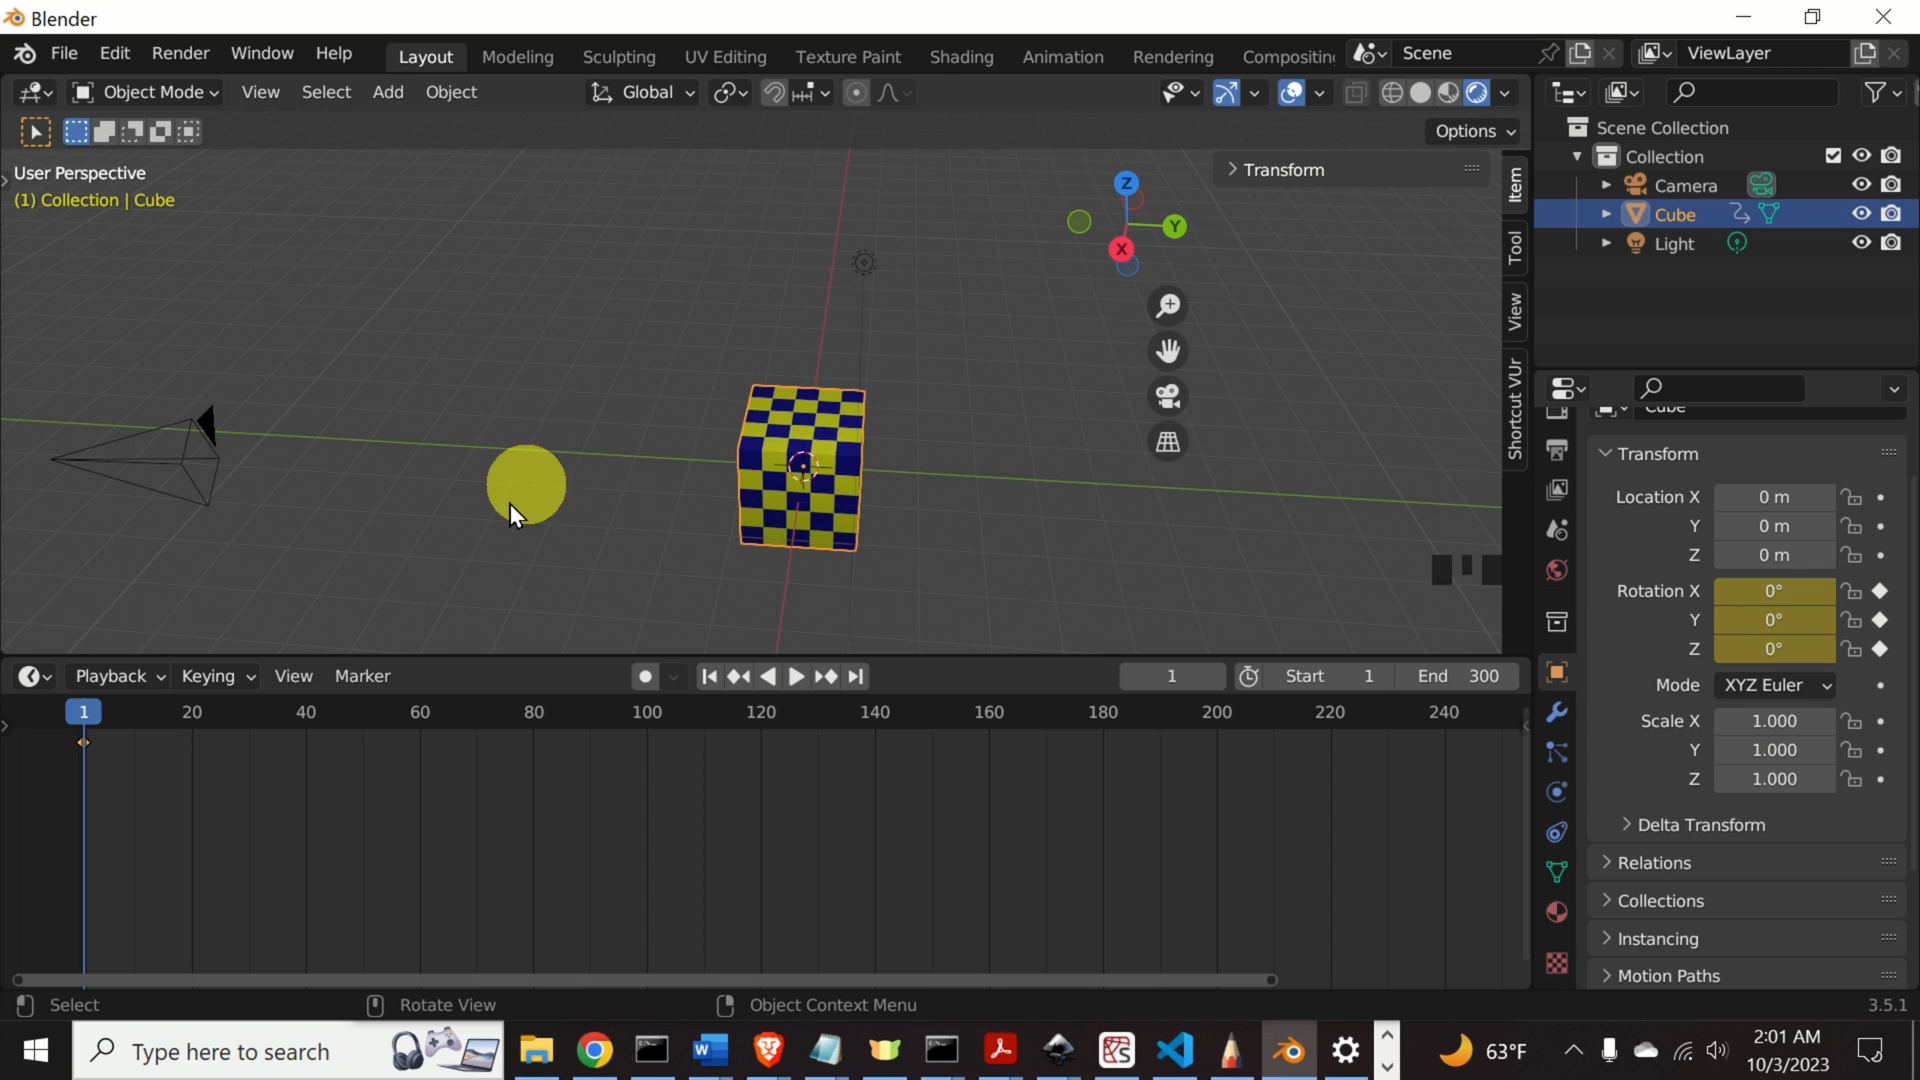 Blender
File Edit Render Window Help
Layout Modeling Sculpting UV Editing Texture Paint Shading Animation Rendering Compositin
Scene
ViewLayer
Object Mode View Select Add Object
Global
Options
User Perspective
(1) Collection | Cube
Transform
Z
Y
X
Item
Tool
View
Shortcut VUr
Scene Collection
Collection
Camera
Cube
Light
Cube
Transform
Location X 0 m
Y 0 m
Z 0 m
Rotation X 0°
Y 0°
Z 0°
Mode XYZ Euler
Scale X 1.000
Y 1.000
Z 1.000
Delta Transform
Relations
Collections
Instancing
Motion Paths
Playback Keying View Marker
1 Start 1 End 300
1 20 40 60 80 100 120 140 160 180 200 220 240
Select Rotate View Object Context Menu 3.5.1
Type here to search
63°F
2:01 AM
10/3/2023